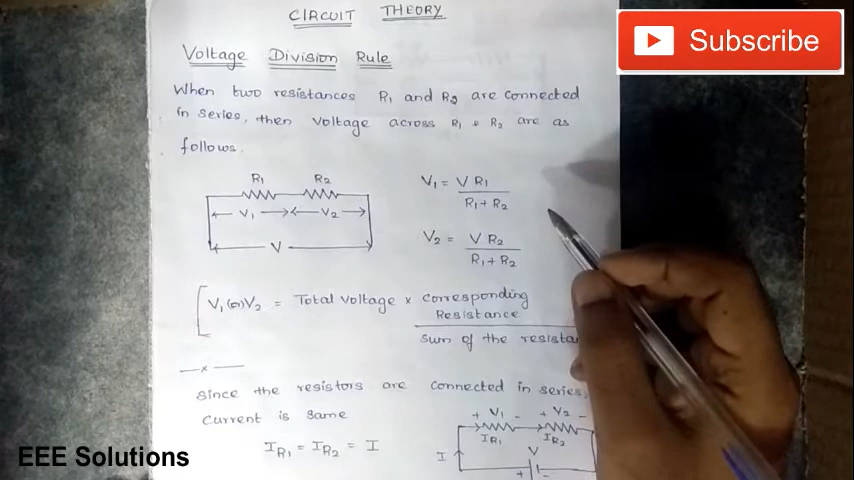 CIRCUIT THEORY
Subscribe
Voltage Division Rule
When two resistances R1 and R2 are connected
in series, then voltage across R1 & R2 are as
follows.
R1 R2
V1 V2
V
V1 = V R1
R1 + R2
V2 = V R2
R1 + R2
V1 (or) V2 = Total voltage × corresponding
Resistance
sum of the resista
— x —
since the resistors are connected in series,
current is same
IR1 = IR2 = I
+ V1 - + V2 -
IR1 IR2
I V
+ -
EEE Solutions